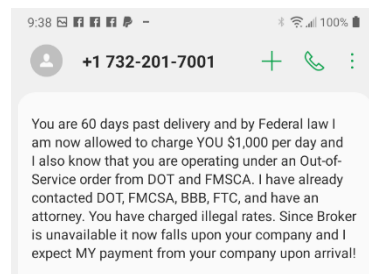 9:38 100%
+1 732-201-7001
You are 60 days past delivery and by Federal law I
am now allowed to charge YOU $1,000 per day and
I also know that you are operating under an Out-of-
Service order from DOT and FMSCA. I have already
contacted DOT, FMCSA, BBB, FTC, and have an
attorney. You have charged illegal rates. Since Broker
is unavailable it now falls upon your company and I
expect MY payment from your company upon arrival!